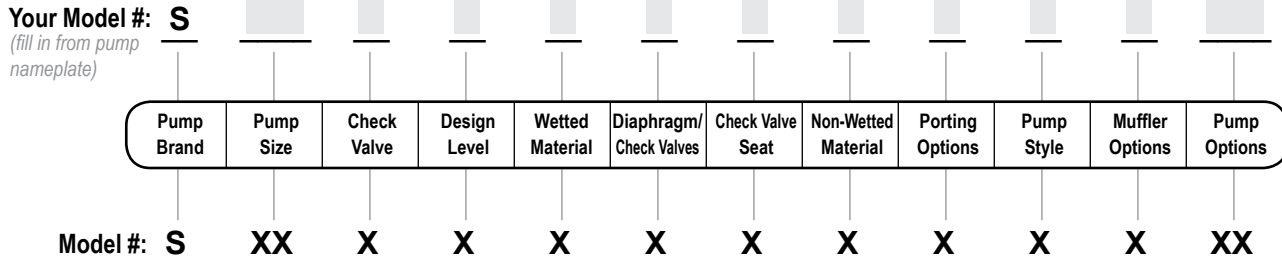 Your Model #: S
(fill in from pump
nameplate)
Pump Brand
Pump Size
Check Valve
Design Level
Wetted Material
Diaphragm/ Check Valves
Check Valve Seat
Non-Wetted Material
Porting Options
Pump Style
Muffler Options
Pump Options
Model #: S XX X X X X X X X X X XX